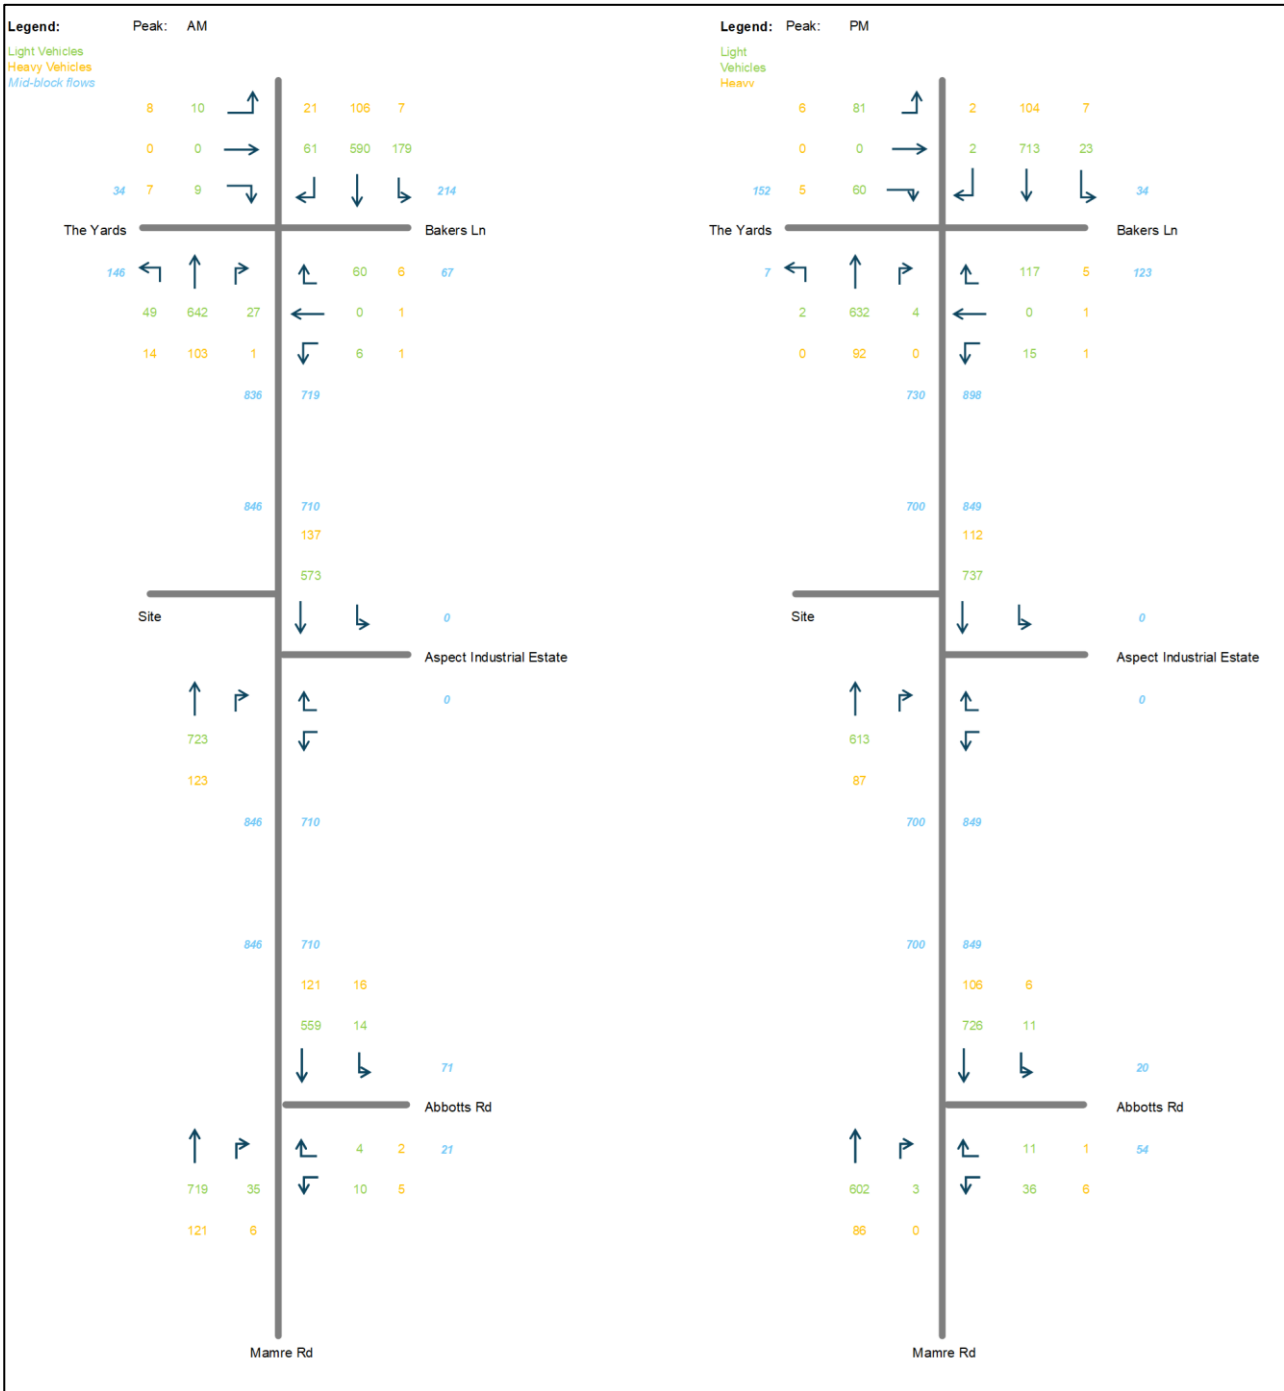 Legend: Peak: AM
Light Vehicles
Heavy Vehicles
Mid-block flows
8 10 21 106 7
0 0 61 590 179
34 7 9 214
The Yards Bakers Ln
146 60 6 67
49 642 27 0 1
14 103 1 6 1
836 719
846 710
137
573
Site 0
Aspect Industrial Estate
0
723
123
846 710
846 710
121 16
559 14
71
Abbotts Rd
4 2 21
719 35 10 5
121 6
Mamre Rd
Legend: Peak: PM
Light
Vehicles
Heavy
6 81 2 104 7
0 0 2 713 23
152 5 60 34
The Yards Bakers Ln
7 117 5 123
2 632 4 0 1
0 92 0 15 1
730 898
700 849
112
737
Site 0
Aspect Industrial Estate
0
613
87
700 849
700 849
106 6
726 11
20
Abbotts Rd
11 1 54
602 3 36 6
86 0
Mamre Rd